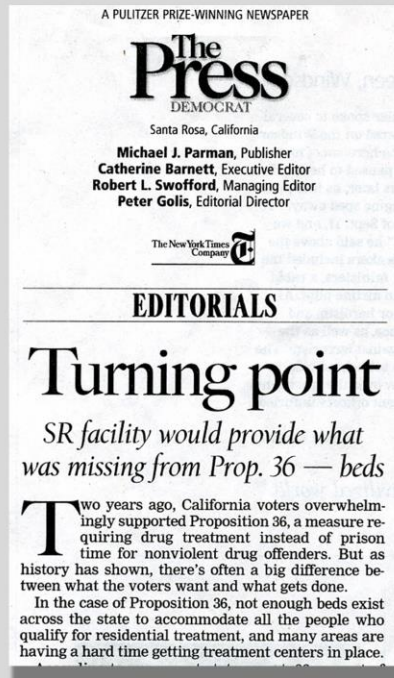 A PULITZER PRIZE-WINNING NEWSPAPER
The
Press
DEMOCRAT
Santa Rosa, California
Michael J. Parman, Publisher
Catherine Barnett, Executive Editor
Robert L. Swofford, Managing Editor
Peter Golis, Editorial Director
The New York Times
Company
EDITORIALS
Turning point
SR facility would provide what
was missing from Prop. 36 — beds
Two years ago, California voters overwhelm-
ingly supported Proposition 36, a measure re-
quiring drug treatment instead of prison
time for nonviolent drug offenders. But as
history has shown, there's often a big difference be-
tween what the voters want and what gets done.
In the case of Proposition 36, not enough beds exist
across the state to accommodate all the people who
qualify for residential treatment, and many areas are
having a hard time getting treatment centers in place.